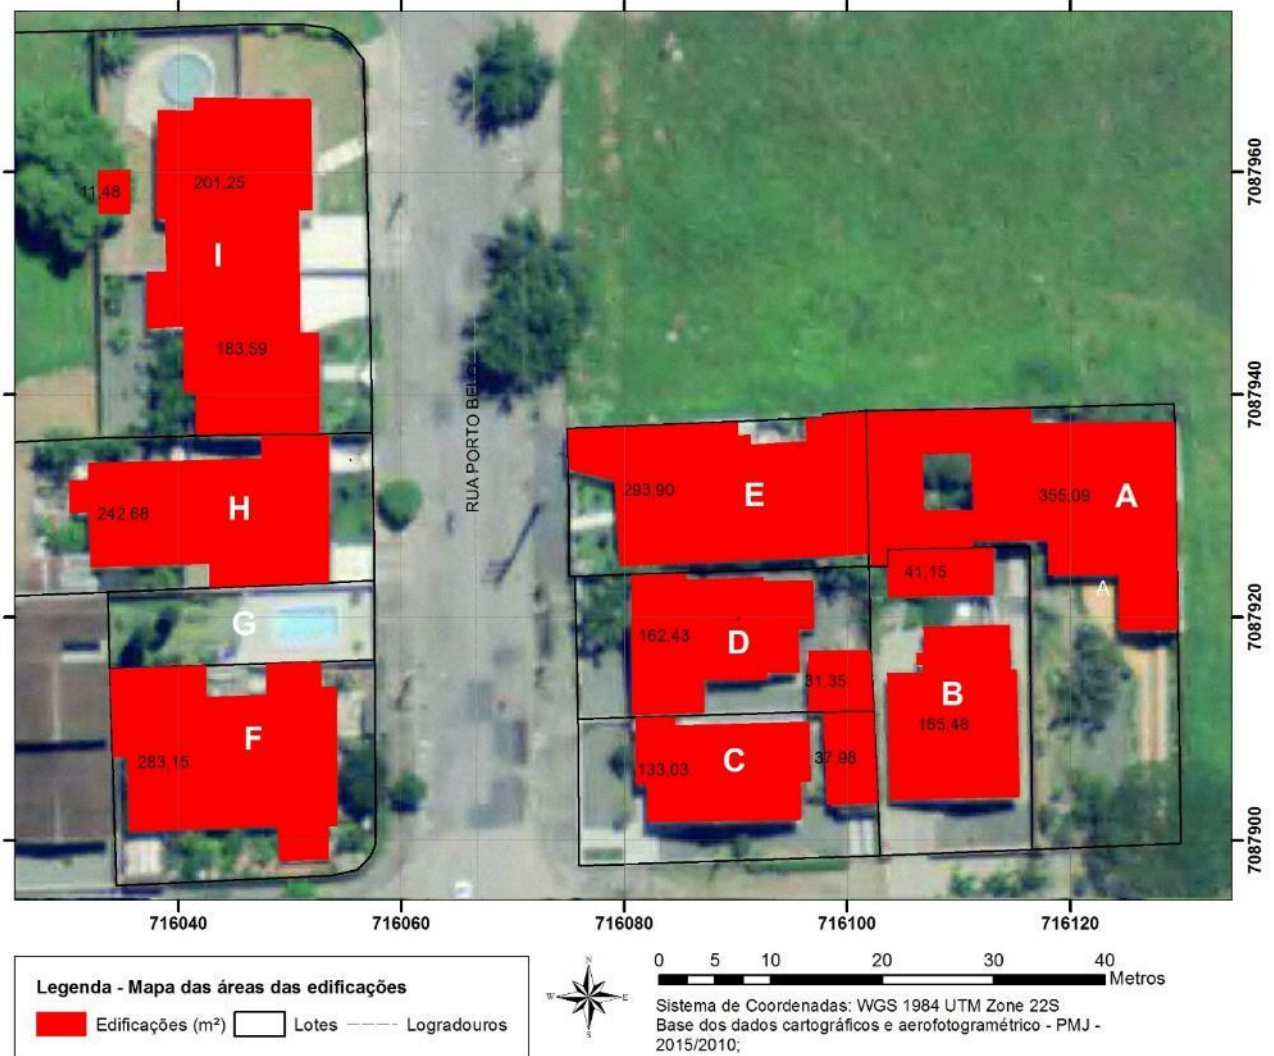 201,25
11,48
I
183,59
RUA PORTO BELO
242,68
H
G
F
283,15
293,90
E
355,09
A
41,15
A
162,43
D
31,35
B
165,48
C
133,03
37,98
7087960
7087940
7087920
7087900
716040
716060
716080
716100
716120
Legenda - Mapa das áreas das edificações
Edificações (m²)
Lotes
Logradouros
N
W
E
S
0 5 10 20 30 40
Metros
Sistema de Coordenadas: WGS 1984 UTM Zone 22S
Base dos dados cartográficos e aerofotogramétrico - PMJ -
2015/2010;